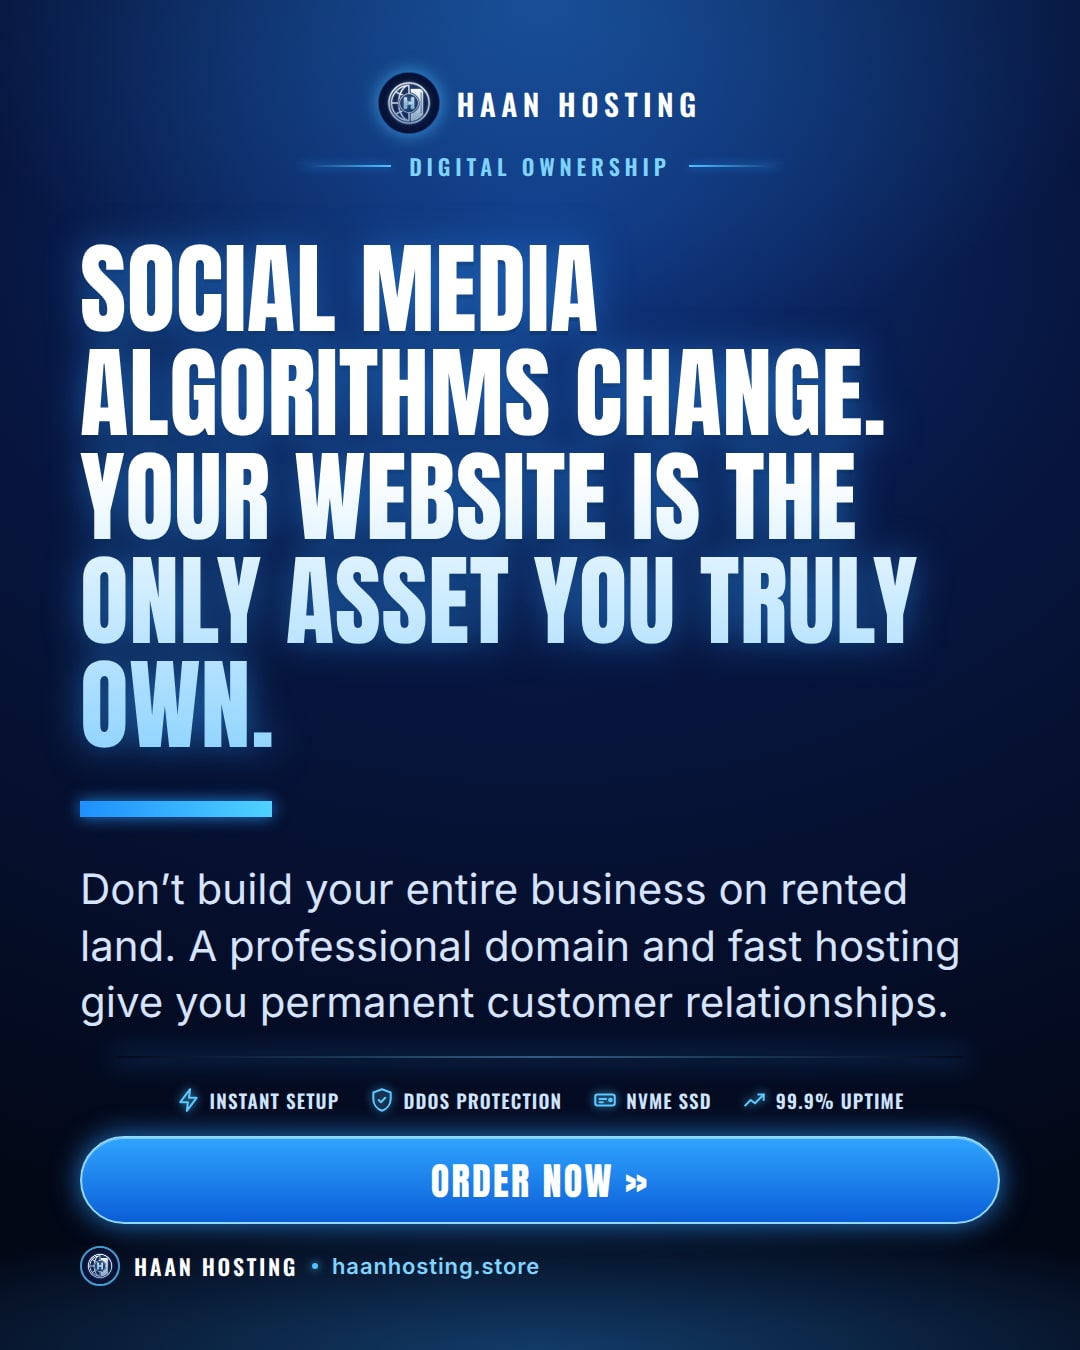 HAAN HOSTING
DIGITAL OWNERSHIP
SOCIAL MEDIA
ALGORITHMS CHANGE.
YOUR WEBSITE IS THE
ONLY ASSET YOU TRULY
OWN.
Don’t build your entire business on rented
land. A professional domain and fast hosting
give you permanent customer relationships.
INSTANT SETUP DDOS PROTECTION NVME SSD 99.9% UPTIME
ORDER NOW »
HAAN HOSTING • haanhosting.store